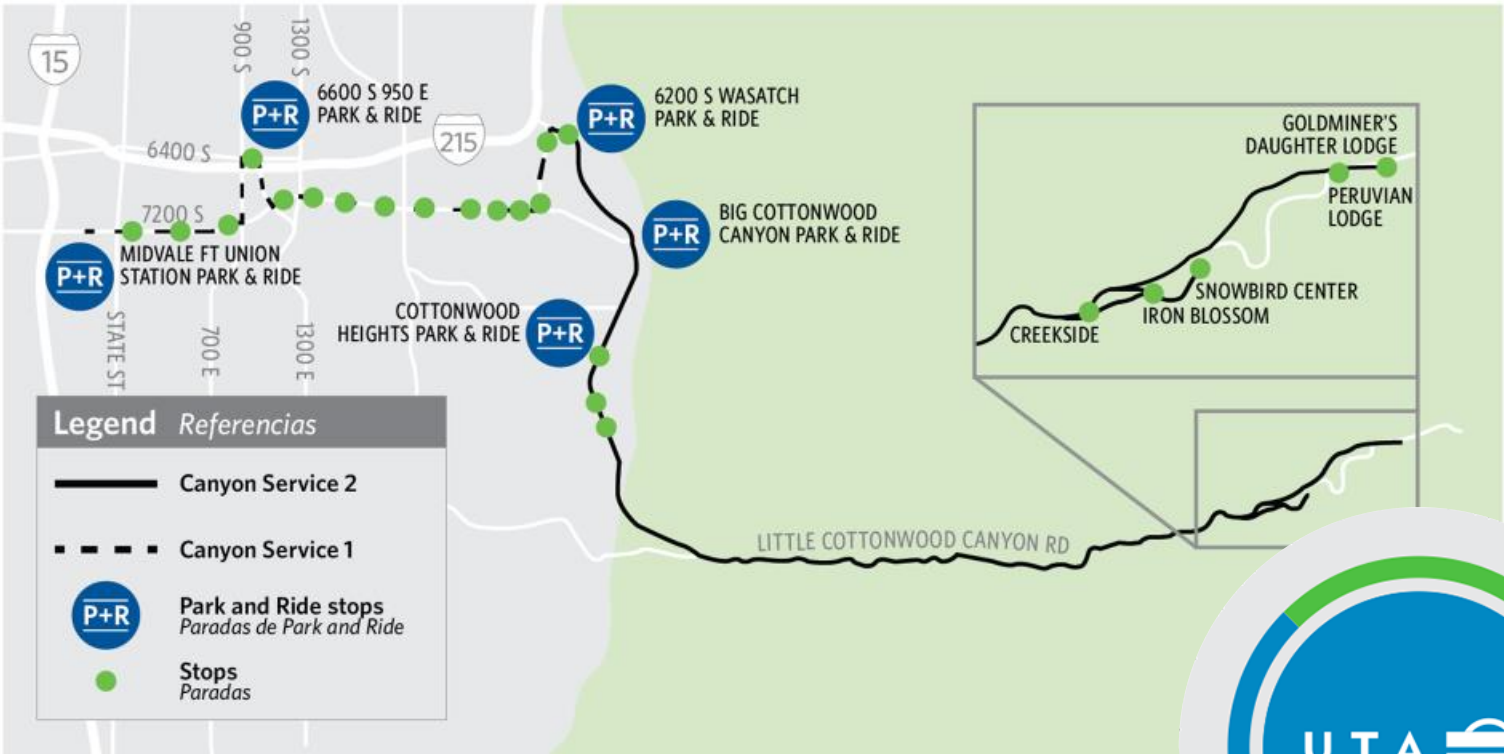 15
900 S
1300 S
P+R
6600 S 950 E
PARK & RIDE
215
P+R
6200 S WASATCH
PARK & RIDE
6400 S
7200 S
P+R
MIDVALE FT UNION
STATION PARK & RIDE
P+R
BIG COTTONWOOD
CANYON PARK & RIDE
COTTONWOOD
HEIGHTS PARK & RIDE
P+R
STATE ST
700 E
1300 E
GOLDMINER'S
DAUGHTER LODGE
PERUVIAN
LODGE
SNOWBIRD CENTER
IRON BLOSSOM
CREEKSIDE
LITTLE COTTONWOOD CANYON RD
Legend Referencias
Canyon Service 2
Canyon Service 1
P+R
Park and Ride stops
Paradas de Park and Ride
Stops
Paradas
UTA